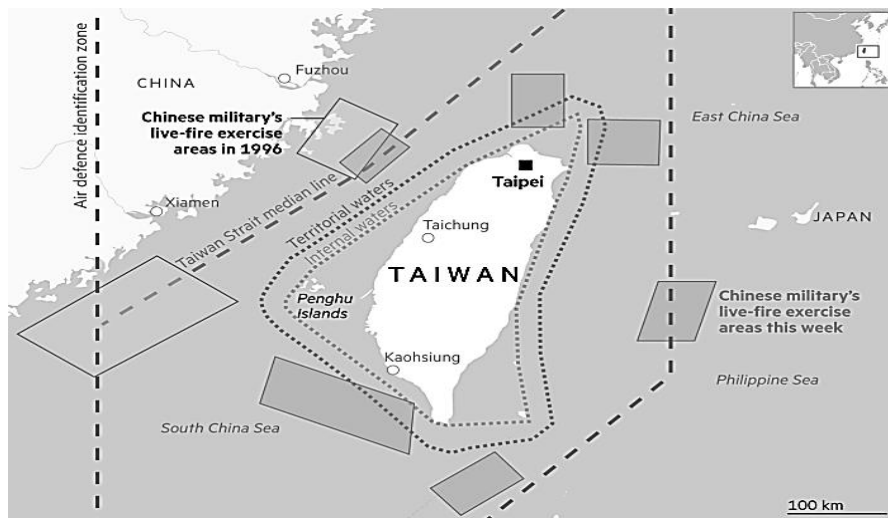 Air defence identification zone
CHINA
Fuzhou
Chinese military's
live-fire exercise
areas in 1996
East China Sea
Taipei
Xiamen
Taiwan Strait median line
Territorial waters
Internal waters
Taichung
JAPAN
TAIWAN
Penghu
Islands
Chinese military's
live-fire exercise
areas this week
Kaohsiung
Philippine Sea
South China Sea
100 km